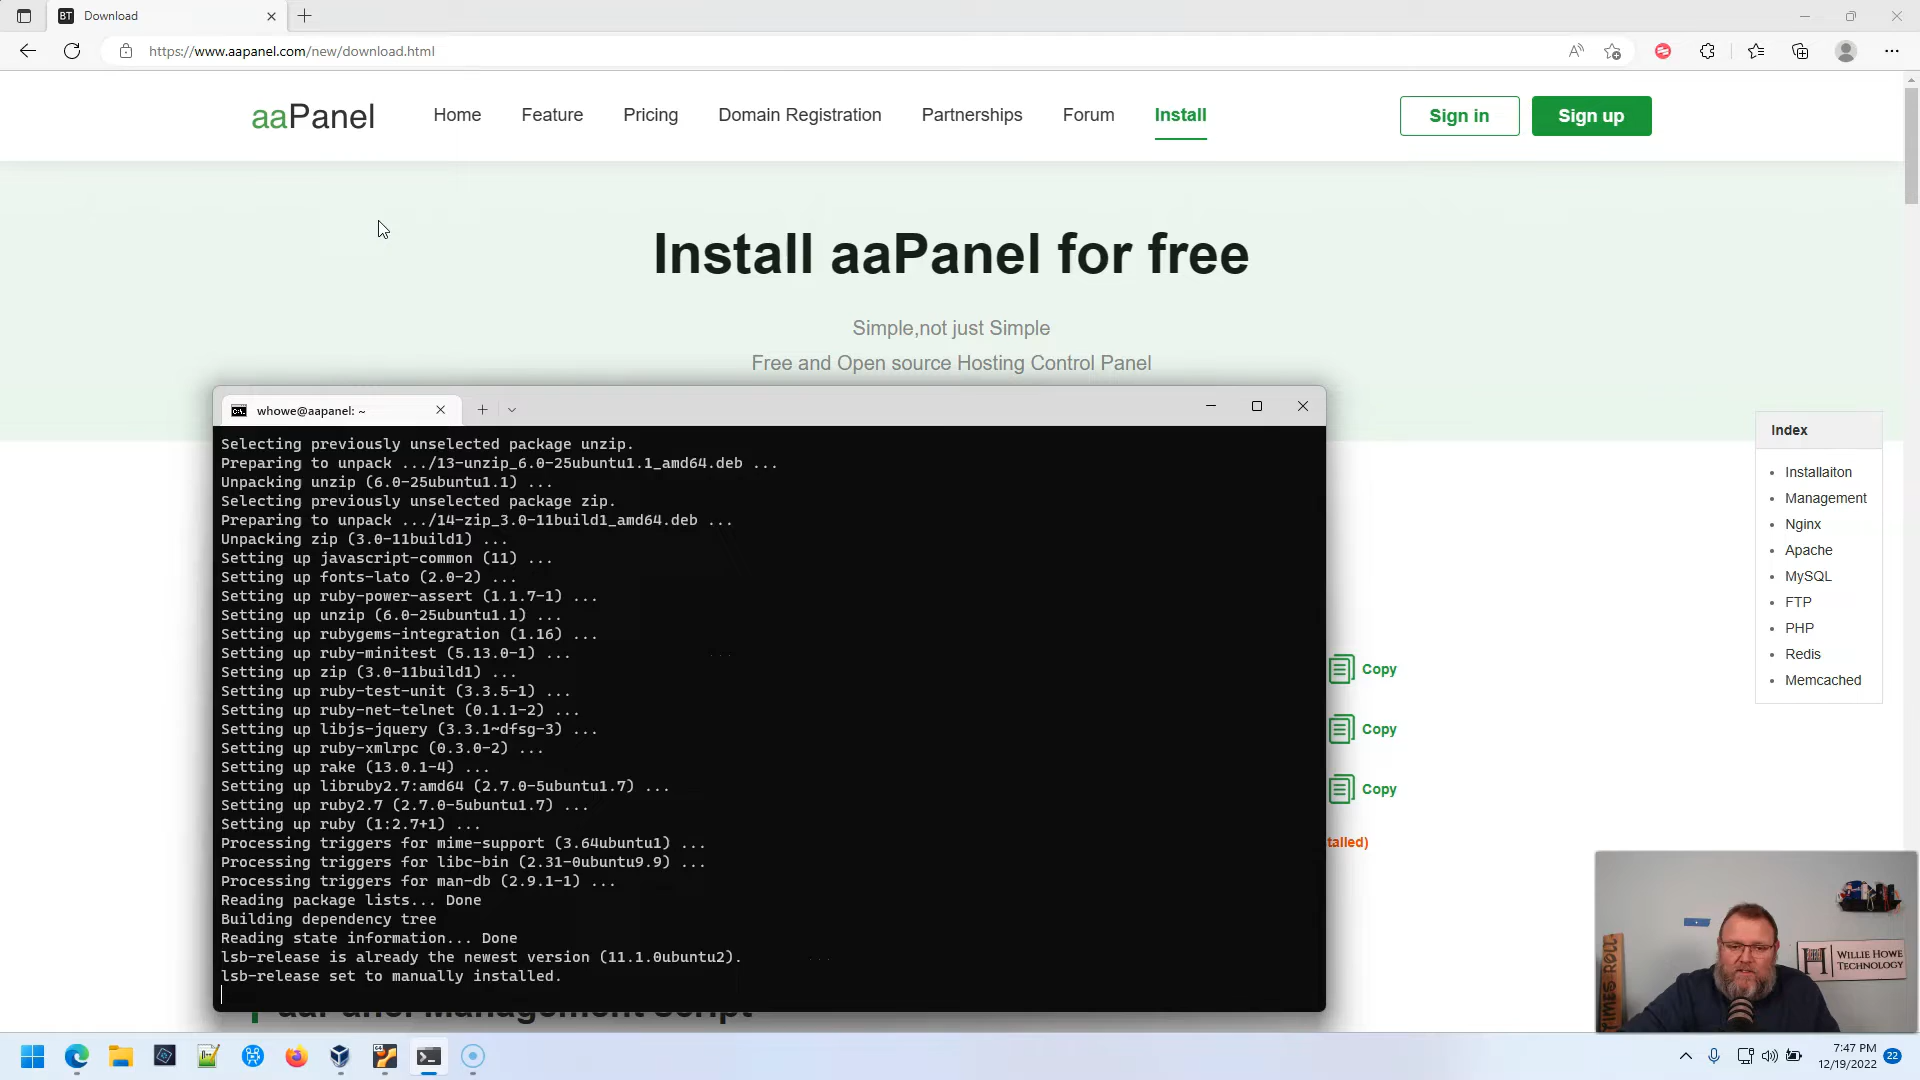 BT Download
https://www.aapanel.com/new/download.html
aaPanel
Home
Feature
Pricing
Domain Registration
Partnerships
Forum
Install
Sign in
Sign up
Install aaPanel for free
Simple,not just Simple
Free and Open source Hosting Control Panel
whowe@aapanel: ~
Selecting previously unselected package unzip.
Preparing to unpack .../13-unzip_6.0-25ubuntu1.1_amd64.deb ...
Unpacking unzip (6.0-25ubuntu1.1) ...
Selecting previously unselected package zip.
Preparing to unpack .../14-zip_3.0-11build1_amd64.deb ...
Unpacking zip (3.0-11build1) ...
Setting up javascript-common (11) ...
Setting up fonts-lato (2.0-2) ...
Setting up ruby-power-assert (1.1.7-1) ...
Setting up unzip (6.0-25ubuntu1.1) ...
Setting up rubygems-integration (1.16) ...
Setting up ruby-minitest (5.13.0-1) ...
Setting up zip (3.0-11build1) ...
Setting up ruby-test-unit (3.3.5-1) ...
Setting up ruby-net-telnet (0.1.1-2) ...
Setting up libjs-jquery (3.3.1~dfsg-3) ...
Setting up ruby-xmlrpc (0.3.0-2) ...
Setting up rake (13.0.1-4) ...
Setting up libruby2.7:amd64 (2.7.0-5ubuntu1.7) ...
Setting up ruby2.7 (2.7.0-5ubuntu1.7) ...
Setting up ruby (1:2.7+1) ...
Processing triggers for mime-support (3.64ubuntu1) ...
Processing triggers for libc-bin (2.31-0ubuntu9.9) ...
Processing triggers for man-db (2.9.1-1) ...
Reading package lists... Done
Building dependency tree
Reading state information... Done
lsb-release is already the newest version (11.1.0ubuntu2).
lsb-release set to manually installed.
Copy
Copy
Copy
talled)
Index
Installaiton
Management
Nginx
Apache
MySQL
FTP
PHP
Redis
Memcached
aaPanel Management script
WILLIE HOWE
TECHNOLOGY
7:47 PM
12/19/2022
22